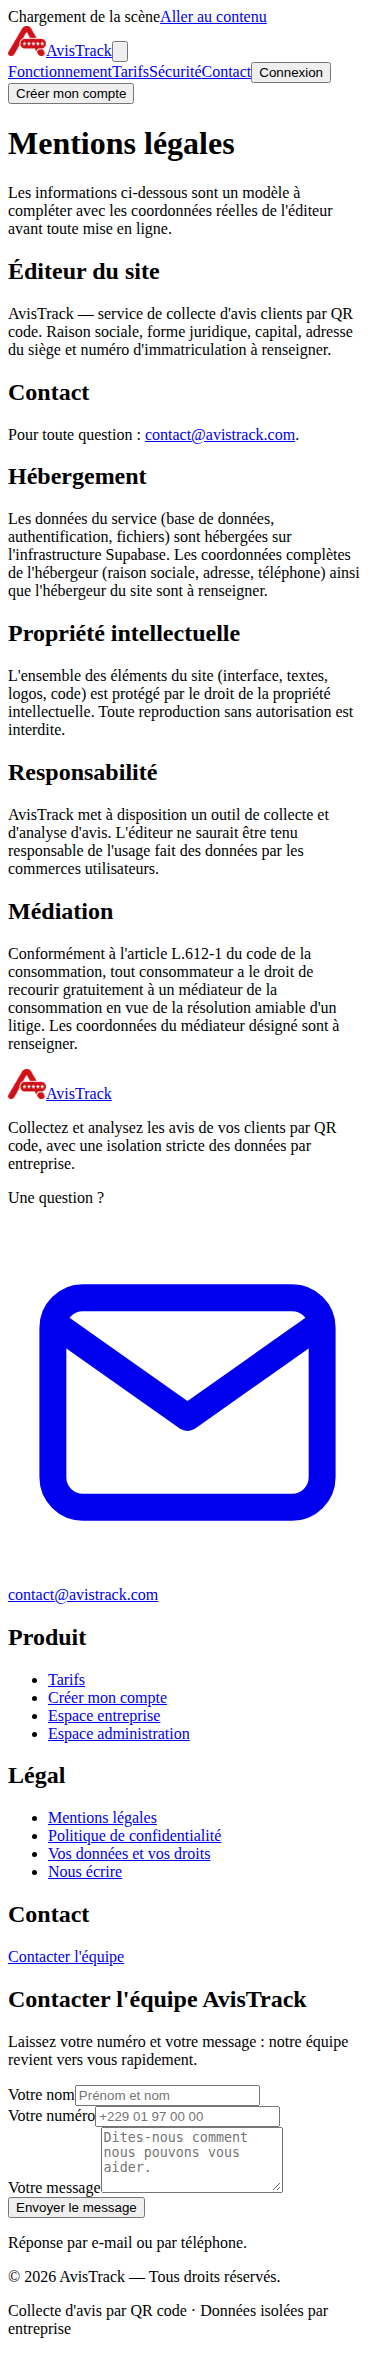 Chargement de la scèneAller au contenu
AvisTrack
FonctionnementTarifsSécuritéContact Connexion
Créer mon compte
Mentions légales
Les informations ci-dessous sont un modèle à
compléter avec les coordonnées réelles de l'éditeur
avant toute mise en ligne.
Éditeur du site
AvisTrack — service de collecte d'avis clients par QR
code. Raison sociale, forme juridique, capital, adresse
du siège et numéro d'immatriculation à renseigner.
Contact
Pour toute question : contact@avistrack.com.
Hébergement
Les données du service (base de données,
authentification, fichiers) sont hébergées sur
l'infrastructure Supabase. Les coordonnées complètes
de l'hébergeur (raison sociale, adresse, téléphone) ainsi
que l'hébergeur du site sont à renseigner.
Propriété intellectuelle
L'ensemble des éléments du site (interface, textes,
logos, code) est protégé par le droit de la propriété
intellectuelle. Toute reproduction sans autorisation est
interdite.
Responsabilité
AvisTrack met à disposition un outil de collecte et
d'analyse d'avis. L'éditeur ne saurait être tenu
responsable de l'usage fait des données par les
commerces utilisateurs.
Médiation
Conformément à l'article L.612-1 du code de la
consommation, tout consommateur a le droit de
recourir gratuitement à un médiateur de la
consommation en vue de la résolution amiable d'un
litige. Les coordonnées du médiateur désigné sont à
renseigner.
AvisTrack
Collectez et analysez les avis de vos clients par QR
code, avec une isolation stricte des données par
entreprise.
Une question ?
contact@avistrack.com
Produit
Tarifs
Créer mon compte
Espace entreprise
Espace administration
Légal
Mentions légales
Politique de confidentialité
Vos données et vos droits
Nous écrire
Contact
Contacter l'équipe
Contacter l'équipe AvisTrack
Laissez votre numéro et votre message : notre équipe
revient vers vous rapidement.
Votre nom Prénom et nom
Votre numéro +229 01 97 00 00
Dites-nous comment
nous pouvons vous
aider.
Votre message
Envoyer le message
Réponse par e-mail ou par téléphone.
© 2026 AvisTrack — Tous droits réservés.
Collecte d'avis par QR code · Données isolées par
entreprise